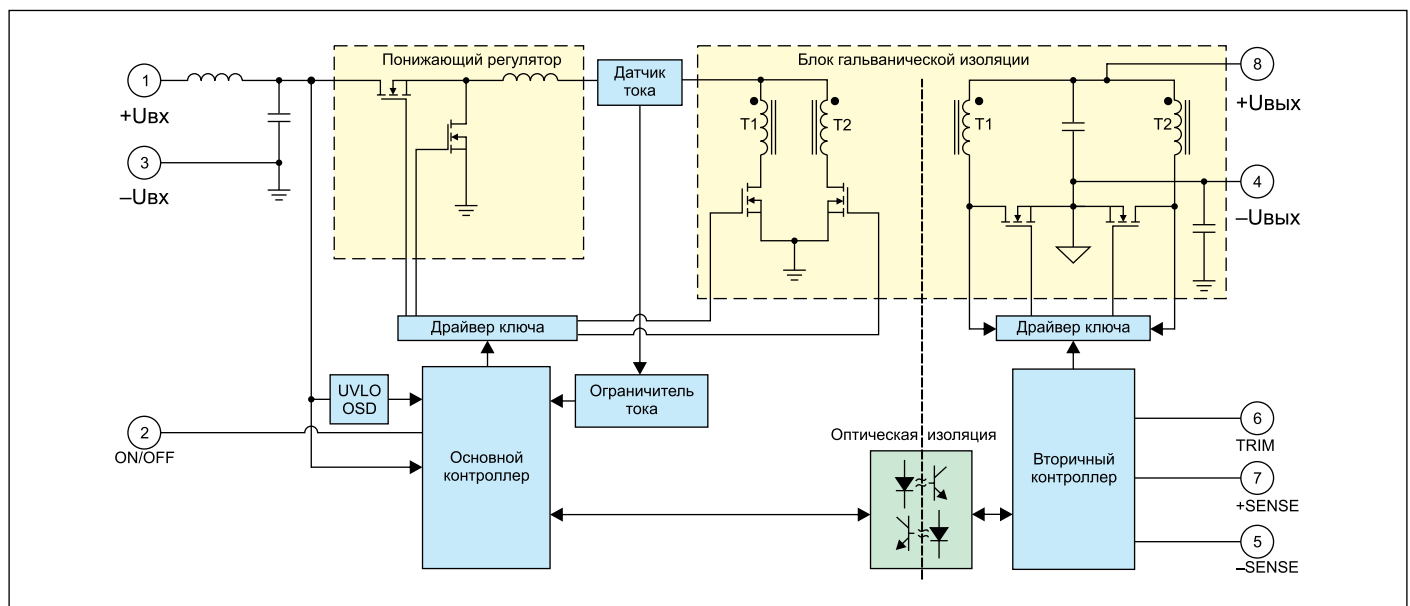 Понижающий регулятор
Блок гальванической изоляции
1
+Uвх
3
–Uвх
Датчик
тока
T1
T2
T1
T2
8
+Uвых
4
–Uвых
Драйвер ключа
Драйвер ключа
UVLO
OSD
Ограничитель
тока
2
ON/OFF
Основной
контроллер
Оптическая изоляция
Вторичный
контроллер
6
TRIM
7
+SENSE
5
–SENSE